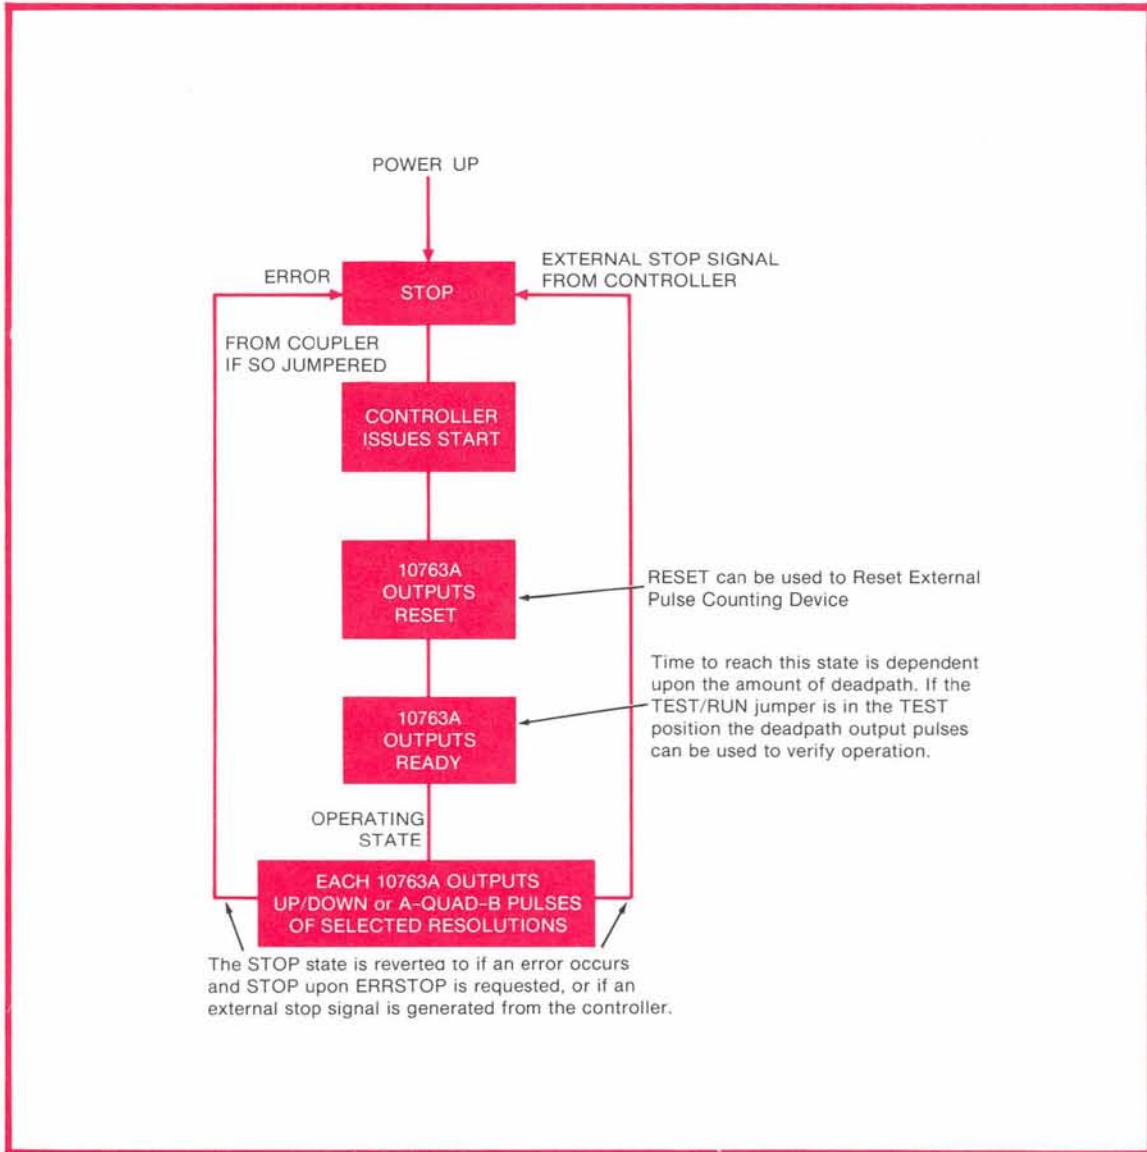 POWER UP
ERROR
STOP
EXTERNAL STOP SIGNAL
FROM CONTROLLER
FROM COUPLER
IF SO JUMPERED
CONTROLLER
ISSUES START
10763A
OUTPUTS
RESET
RESET can be used to Reset External
Pulse Counting Device
10763A
OUTPUTS
READY
Time to reach this state is dependent
upon the amount of deadpath. If the
TEST/RUN jumper is in the TEST
position the deadpath output pulses
can be used to verify operation.
OPERATING
STATE
EACH 10763A OUTPUTS
UP/DOWN or A-QUAD-B PULSES
OF SELECTED RESOLUTIONS
The STOP state is reverted to if an error occurs
and STOP upon ERRSTOP is requested, or if an
external stop signal is generated from the controller.